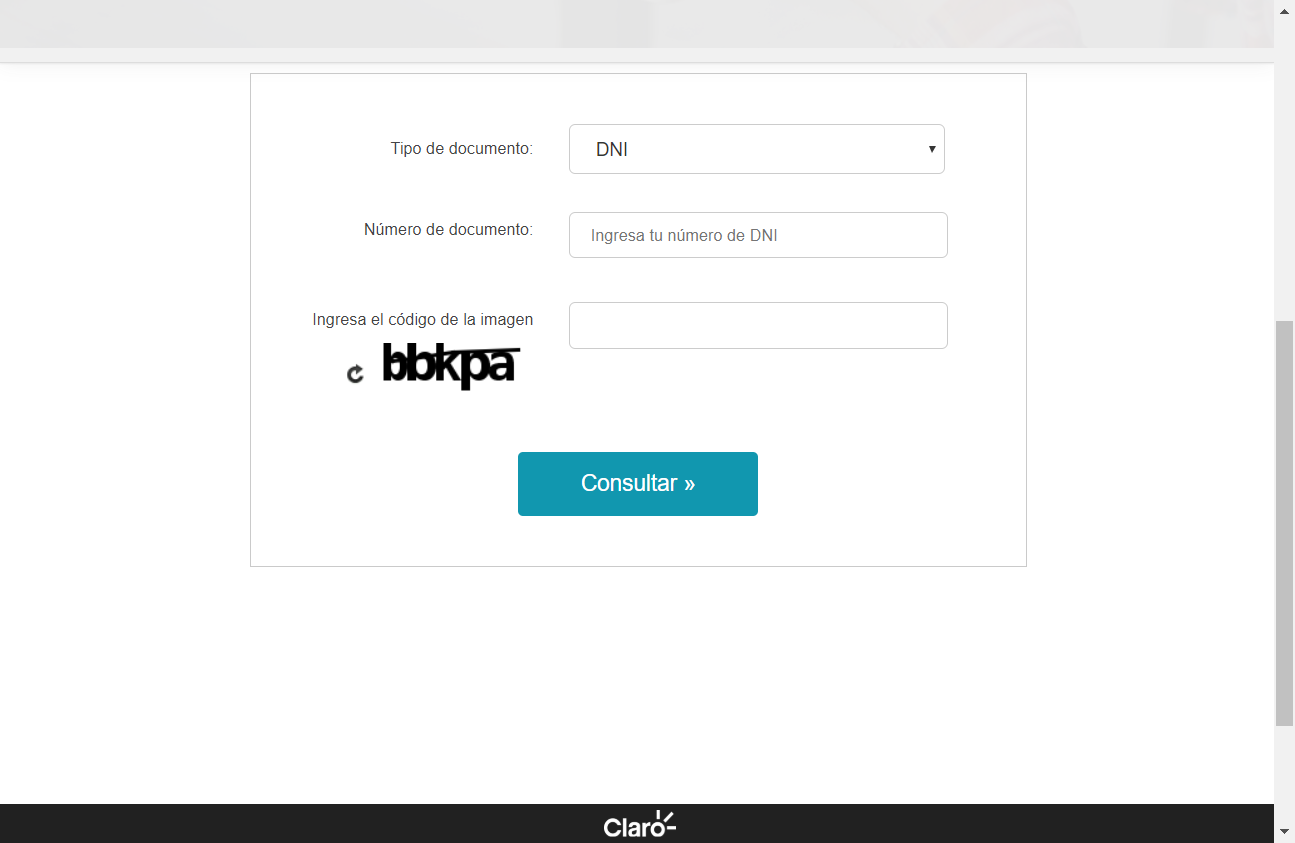 Tipo de documento:
DNI
Número de documento:
Ingresa tu número de DNI
Ingresa el código de la imagen
bbkpa
Consultar »
Claro